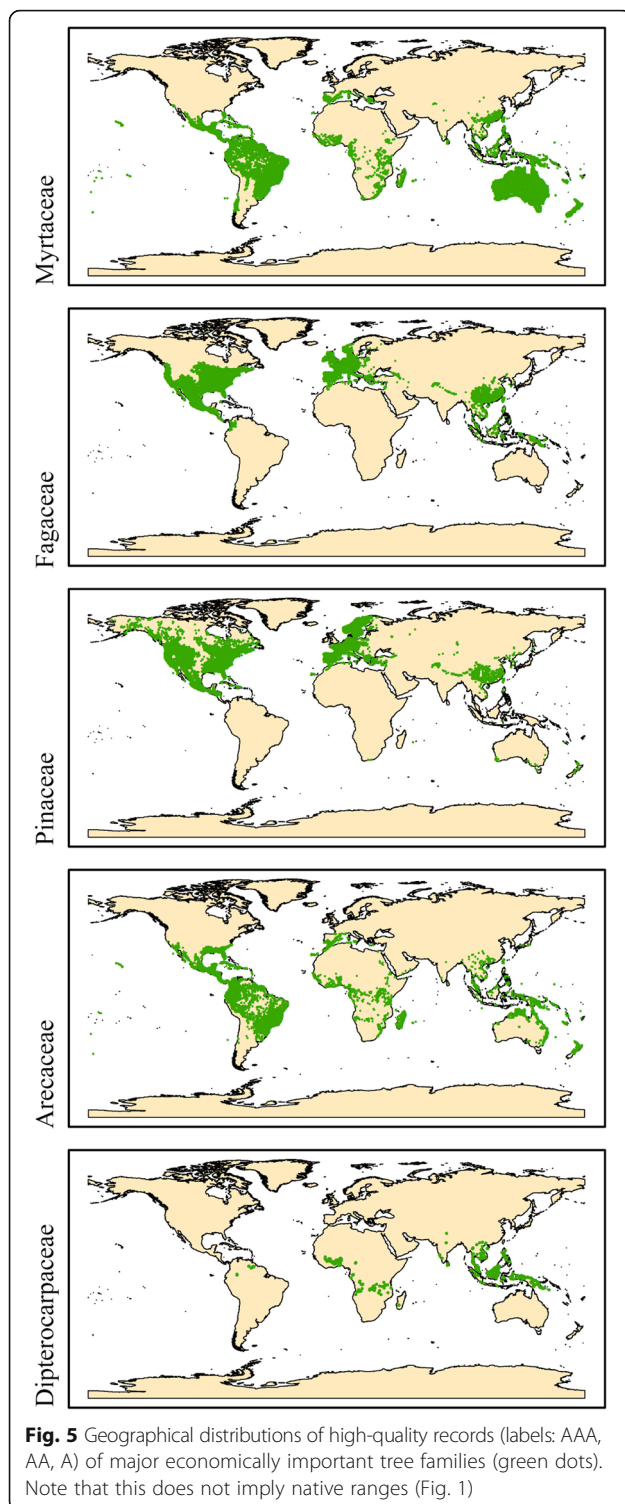 Myrtaceae
Fagaceae
Pinaceae
Arecaceae
Dipterocarpaceae
Fig. 5 Geographical distributions of high-quality records (labels: AAA,
AA, A) of major economically important tree families (green dots).
Note that this does not imply native ranges (Fig. 1)